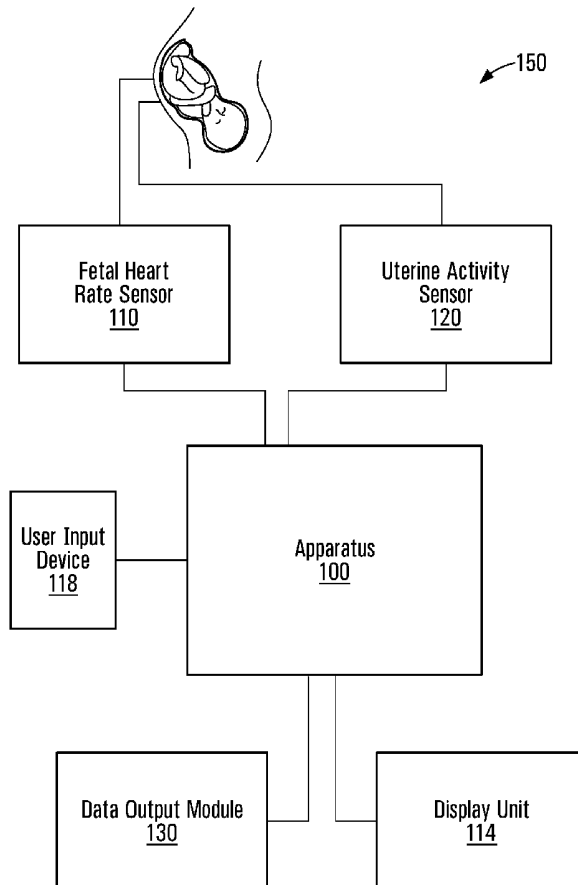 150
Fetal Heart
Rate Sensor
110
Uterine Activity
Sensor
120
User Input
Device
118
Apparatus
100
Data Output Module
130
Display Unit
114